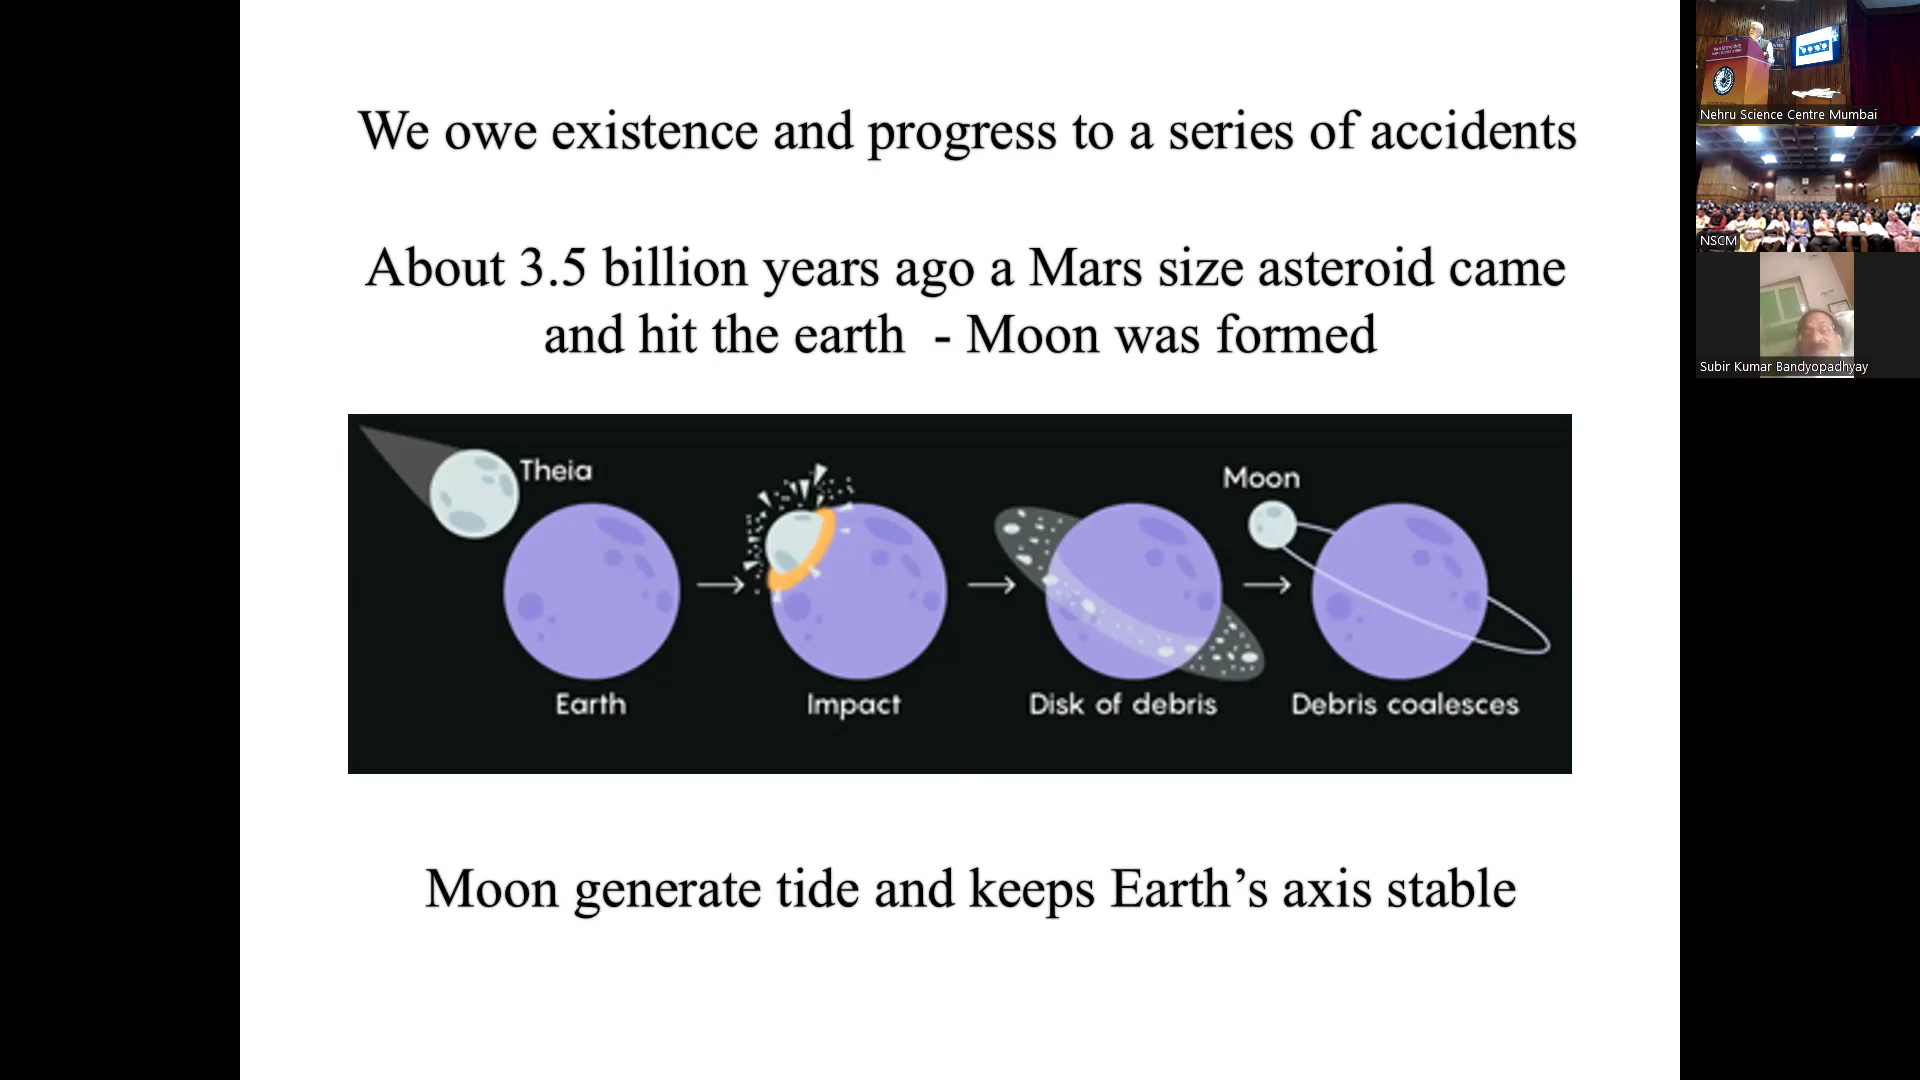 We owe existence and progress to a series of accidents
About 3.5 billion years ago a Mars size asteroid came
and hit the earth - Moon was formed
Theia
Moon
Earth
Impact
Disk of debris
Debris coalesces
Moon generate tide and keeps Earth’s axis stable
Nehru Science Centre Mumbai
NSCM
Subir Kumar Bandyopadhyay